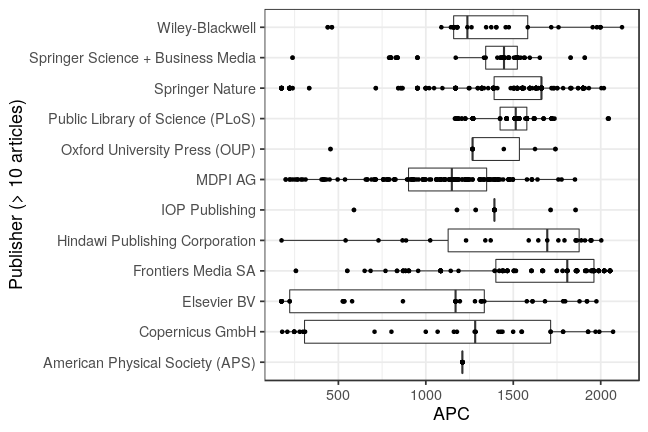 Publisher (> 10 articles)
Wiley-Blackwell
Springer Science + Business Media
Springer Nature
Public Library of Science (PLoS)
Oxford University Press (OUP)
MDPI AG
IOP Publishing
Hindawi Publishing Corporation
Frontiers Media SA
Elsevier BV
Copernicus GmbH
American Physical Society (APS)
500 1000 1500 2000
APC